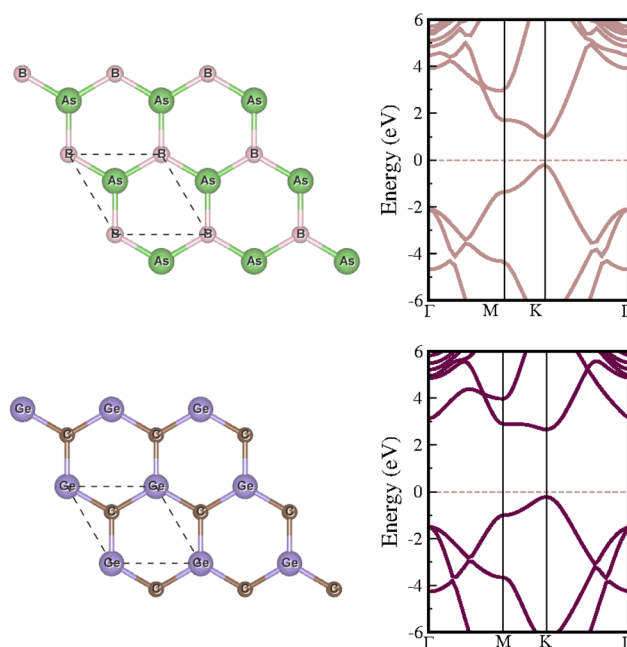 B B B
As As As
B B B
As As As
B B B
As As As
Energy (eV)
6
4
2
0
-2
-4
-6
Γ M K
Ge Ge Ge
C C C
Ge Ge Ge
C C C
Ge Ge Ge
C C C
Energy (eV)
6
4
2
0
-2
-4
-6
Γ M K